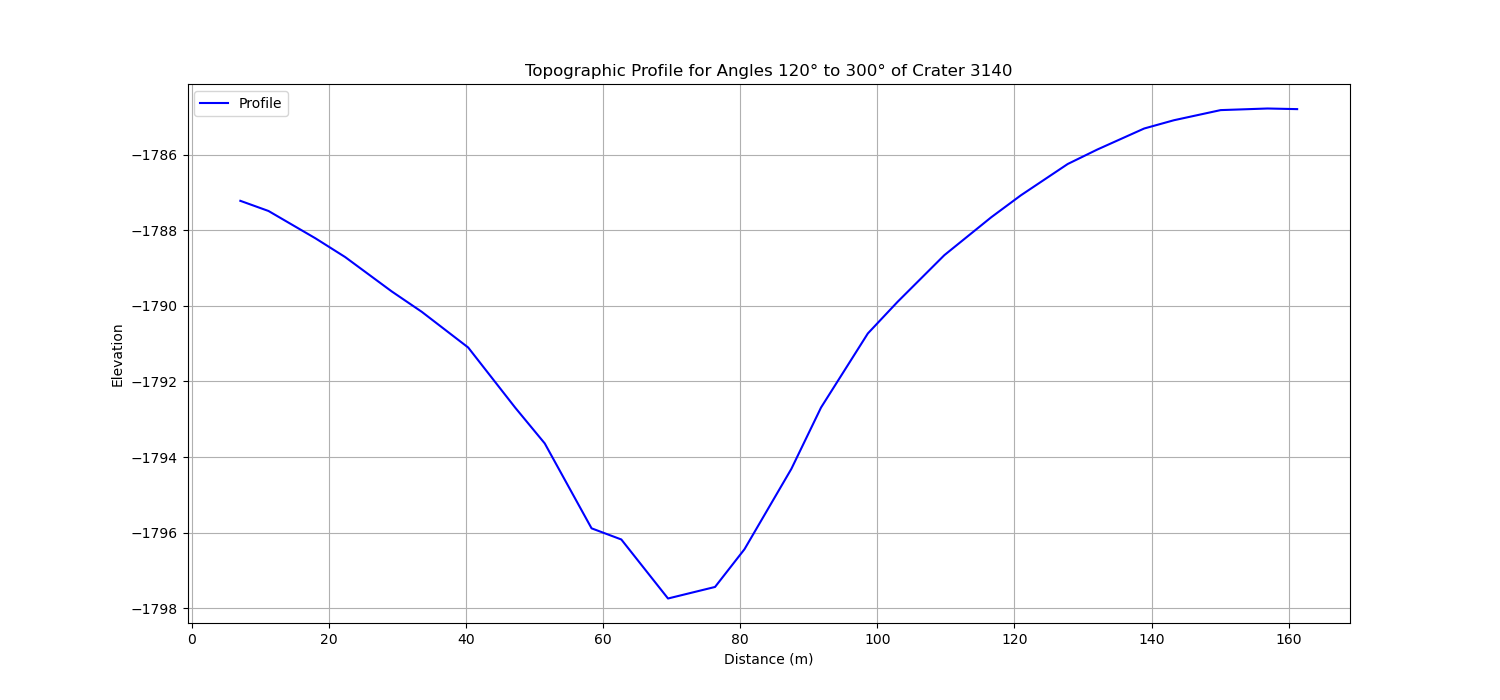 Topographic Profile for Angles 120° to 300° of Crater 3140
Profile
−1786
−1788
−1790
−1792
−1794
−1796
−1798
Elevation
0 20 40 60 80 100 120 140 160
Distance (m)